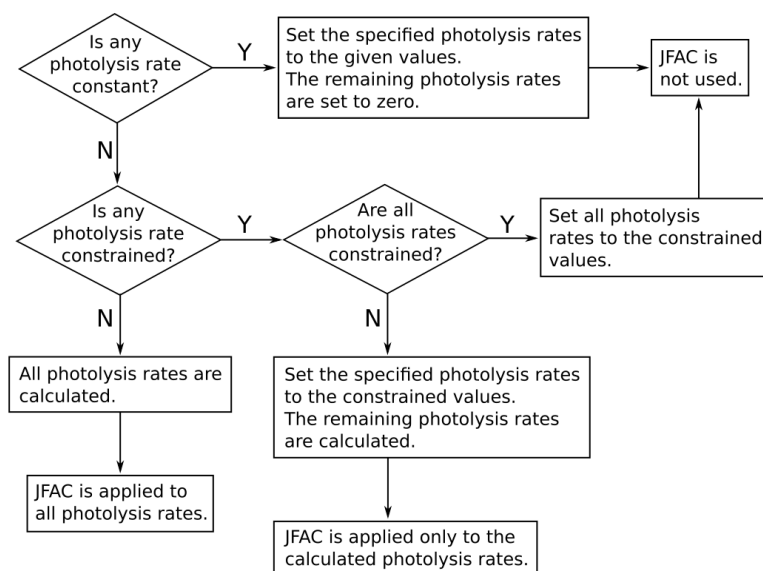 Is any
photolysis rate
constant?
Y
Set the specified photolysis rates
to the given values.
The remaining photolysis rates
are set to zero.
JFAC is
not used.
N
Is any
photolysis rate
constrained?
Y
Are all
photolysis rates
constrained?
Y
Set all photolysis
rates to the constrained
values.
N
N
All photolysis rates are
calculated.
Set the specified photolysis rates
to the constrained values.
The remaining photolysis rates
are calculated.
JFAC is applied to
all photolysis rates.
JFAC is applied only to the
calculated photolysis rates.